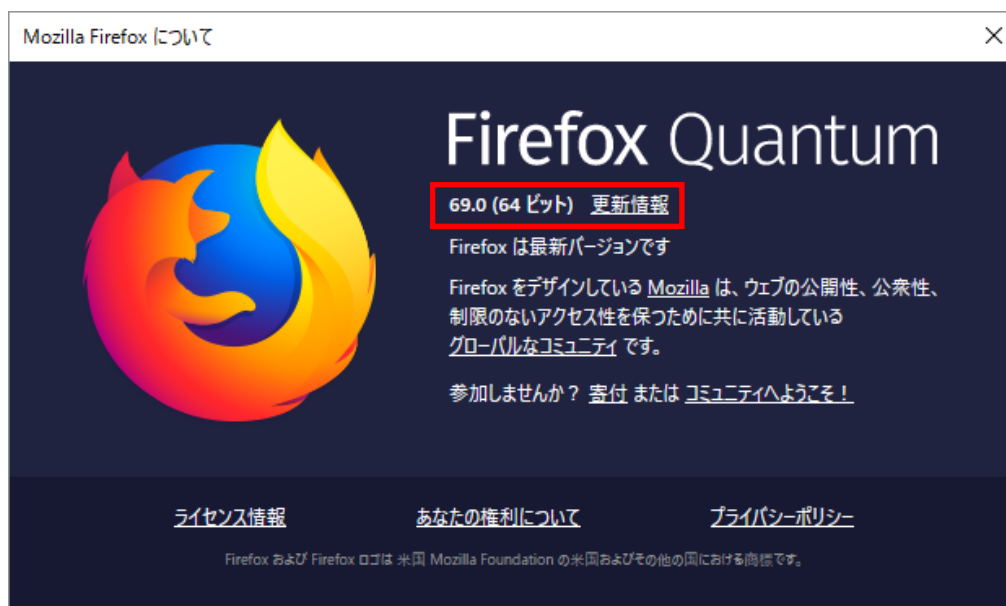 Mozilla Firefox について
Firefox Quantum
69.0 (64 ビット) 更新情報
Firefox は最新バージョンです
Firefox をデザインしている Mozilla は、ウェブの公開性、公衆性、
制限のないアクセス性を保つために共に活動している
グローバルなコミュニティ です。
参加しませんか? 寄付 または コミュニティへようこそ!
ライセンス情報 あなたの権利について プライバシーポリシー
Firefox および Firefox ロゴは 米国 Mozilla Foundation の米国およびその他の国における商標です。